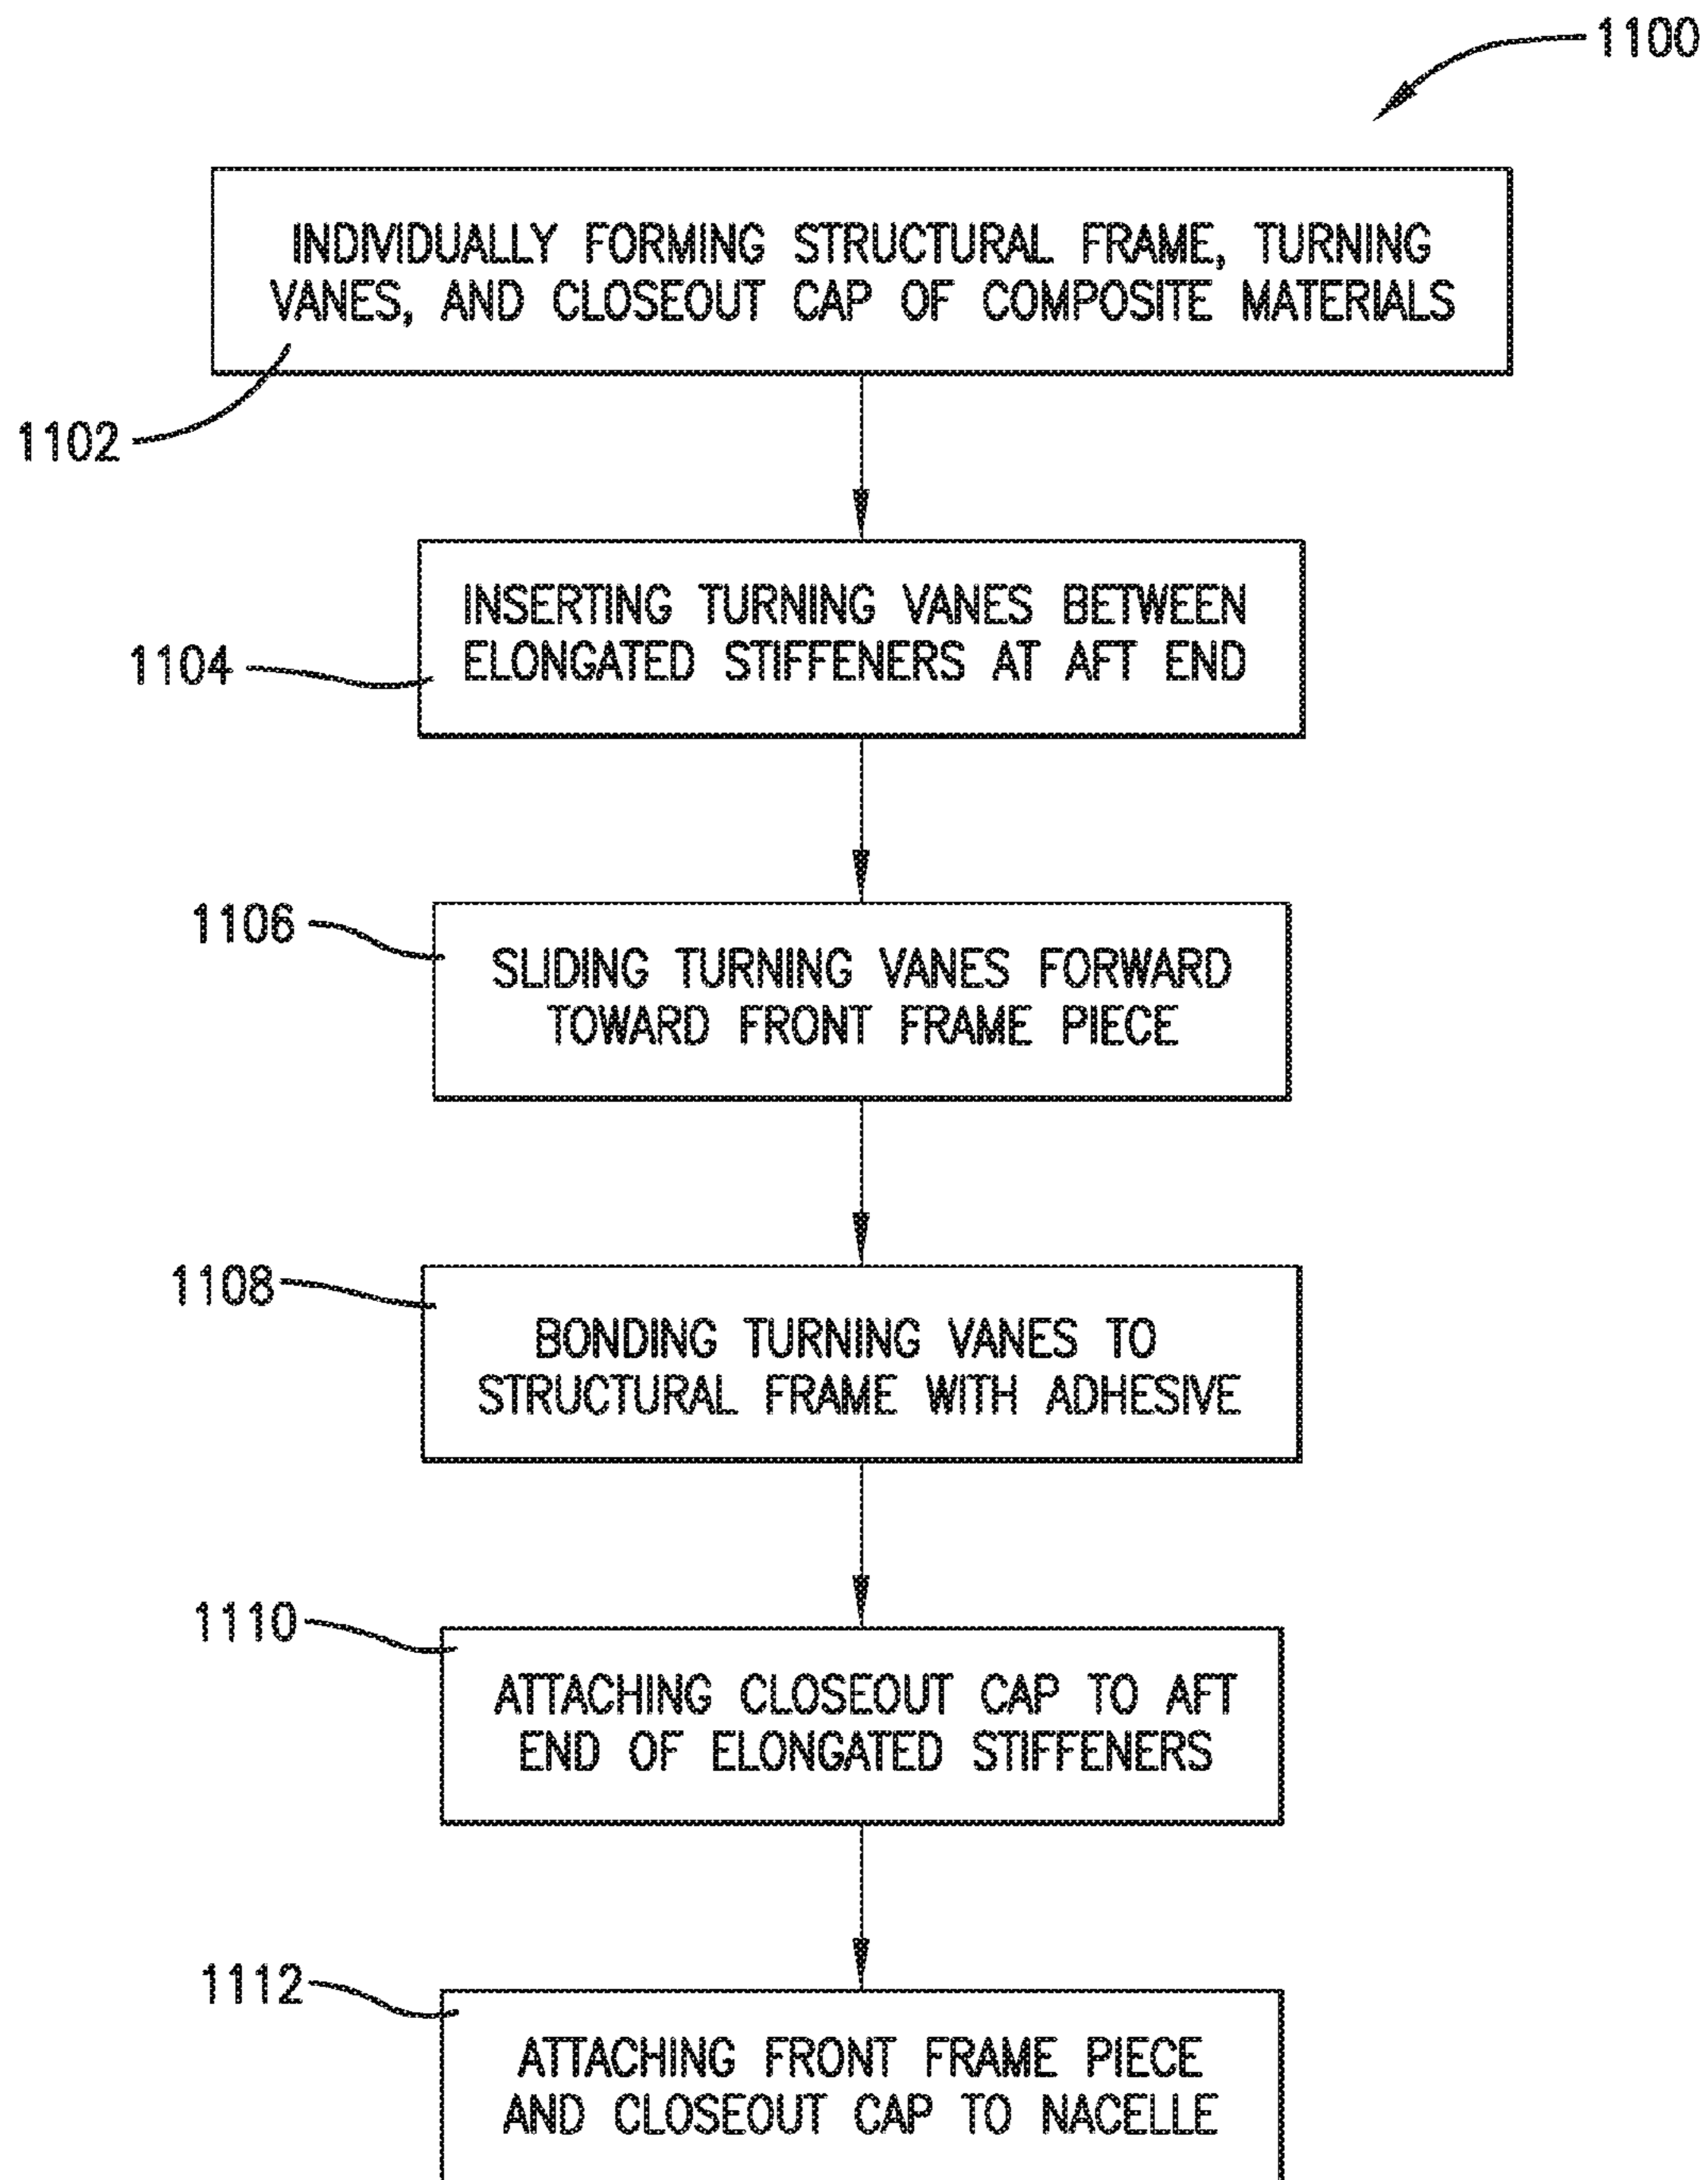 1100
INDIVIDUALLY FORMING STRUCTURAL FRAME, TURNING
VANES, AND CLOSEOUT CAP OF COMPOSITE MATERIALS
1102
INSERTING TURNING VANES BETWEEN
ELONGATED STIFFENERS AT AFT END
1104
1106
SLIDING TURNING VANES FORWARD
TOWARD FRONT FRAME PIECE
1108
BONDING TURNING VANES TO
STRUCTURAL FRAME WITH ADHESIVE
1110
ATTACHING CLOSEOUT CAP TO AFT
END OF ELONGATED STIFFENERS
1112
ATTACHING FRONT FRAME PIECE
AND CLOSEOUT CAP TO NACELLE